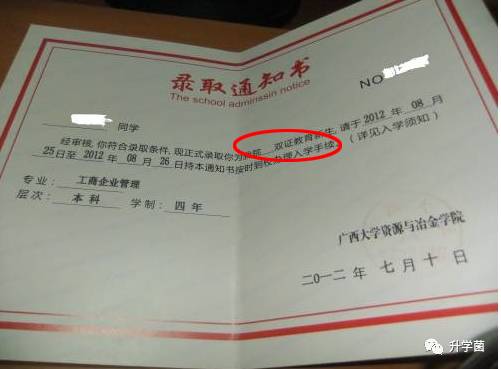 录取通知书
The school adminssin notice
NO
同学
经审核,你符合录取条件,现正式录取你为我院 双证教育新生,请于 2012 年 08 月
25日至 2012 年 08 月 26 日持本通知书按时到校办理入学手续。(详见入学须知)
专业: 工商企业管理
层次: 本科 学制: 四年
广西大学资源与冶金学院
二〇一二年 七月十日
升学菌